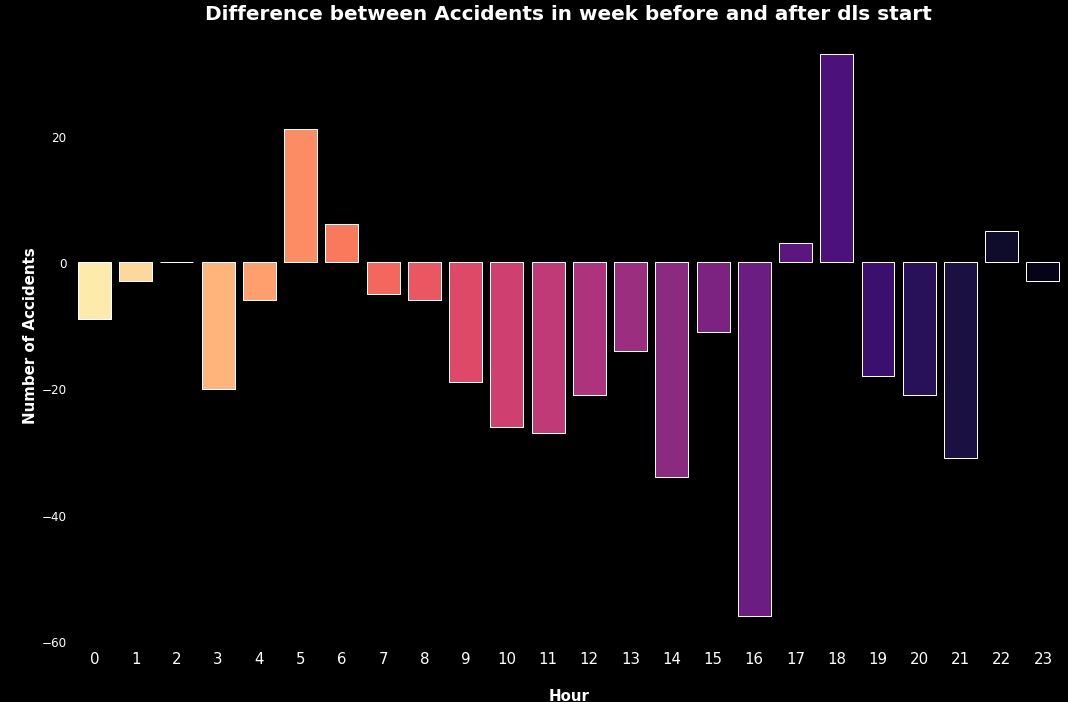 Difference between Accidents in week before and after dls start
Number of Accidents
20
0
−20
−40
−60
0 1 2 3 4 5 6 7 8 9 10 11 12 13 14 15 16 17 18 19 20 21 22 23
Hour